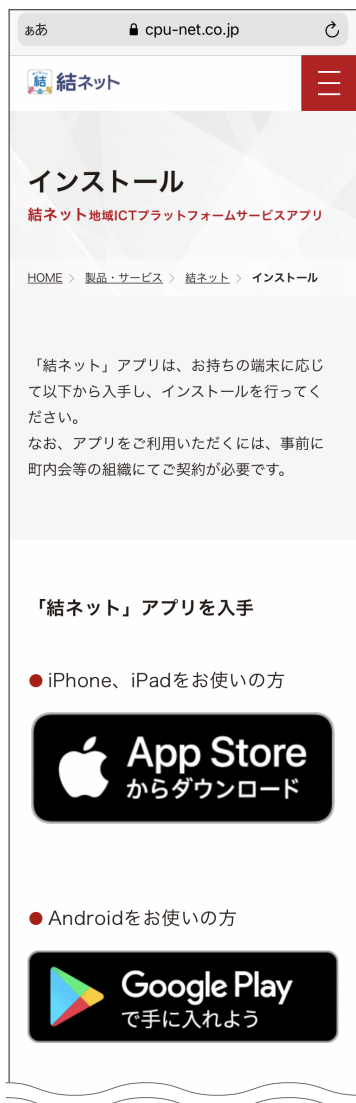 ぁあ cpu-net.co.jp
結 結ネット
インストール
結ネット地域ICTプラットフォームサービスアプリ
HOME > 製品・サービス > 結ネット > インストール
「結ネット」アプリは、お持ちの端末に応じ
て以下から入手し、インストールを行ってく
ださい。
なお、アプリをご利用いただくには、事前に
町内会等の組織にてご契約が必要です。
「結ネット」アプリを入手
● iPhone、iPadをお使いの方
App Store
からダウンロード
● Androidをお使いの方
Google Play
で手に入れよう